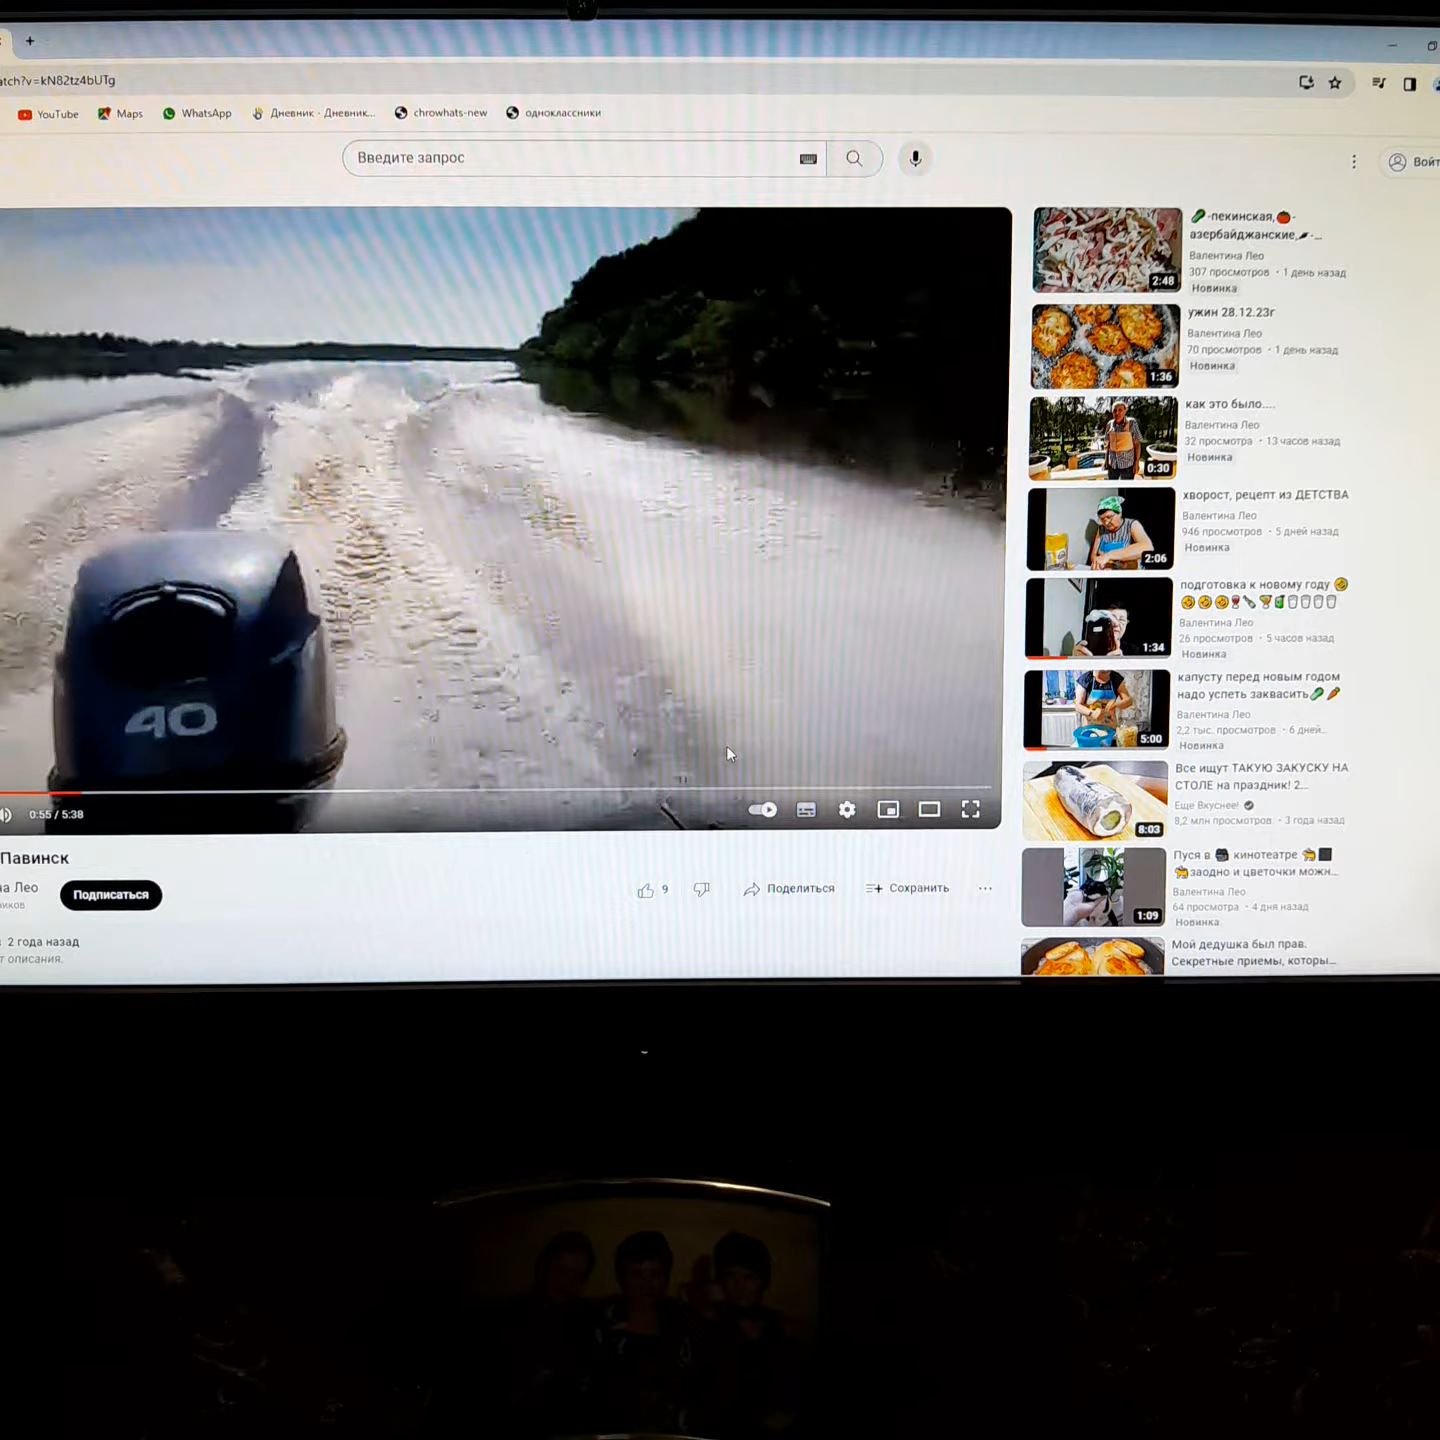 +
atch?v=kN82tz4bUTg
YouTube
Maps
WhatsApp
Дневник - Дневник...
chrowhats-new
одноклассники
Введите запрос
Войт
40
0:55 / 5:38
Павинск
на Лео
ников
Подписаться
9
Поделиться
Сохранить
2 года назад
т описания.
-пекинская, -
азербайджанские, -...
Валентина Лео
307 просмотров • 1 день назад
Новинка
2:48
ужин 28.12.23г
Валентина Лео
70 просмотров • 1 день назад
Новинка
1:36
как это было....
Валентина Лео
32 просмотра • 13 часов назад
Новинка
0:30
хворост, рецепт из ДЕТСТВА
Валентина Лео
946 просмотров • 5 дней назад
Новинка
2:06
подготовка к новому году
Валентина Лео
26 просмотров • 5 часов назад
Новинка
1:34
капусту перед новым годом
надо успеть заквасить
Валентина Лео
2,2 тыс. просмотров • 6 дней...
Новинка
5:00
Все ищут ТАКУЮ ЗАКУСКУ НА
СТОЛЕ на праздник! 2...
Еще Вкуснее!
8,2 млн просмотров • 3 года назад
8:03
Пуся в кинотеатре
заодно и цветочки можн...
Валентина Лео
64 просмотра • 4 дня назад
Новинка
1:09
Мой дедушка был прав.
Секретные приемы, которы...